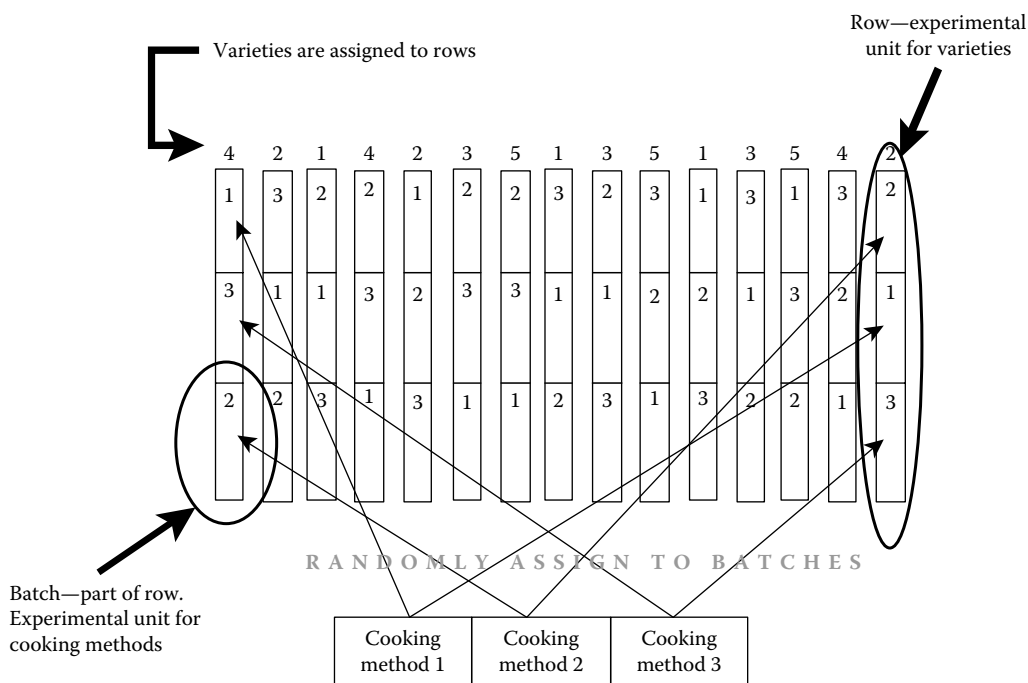 Row—experimental
unit for varieties
Varieties are assigned to rows
4 2 1 4 2 3 5 1 3 5 1 3 5 4 2
1 3 2 2 1 2 2 3 2 3 1 3 1 3 2
3 1 1 3 2 3 3 1 1 2 2 1 3 2 1
2 2 3 1 3 1 1 2 3 1 3 2 2 1 3
RANDOMLY ASSIGN TO BATCHES
Batch—part of row.
Experimental unit for
cooking methods
Cooking
method 1
Cooking
method 2
Cooking
method 3